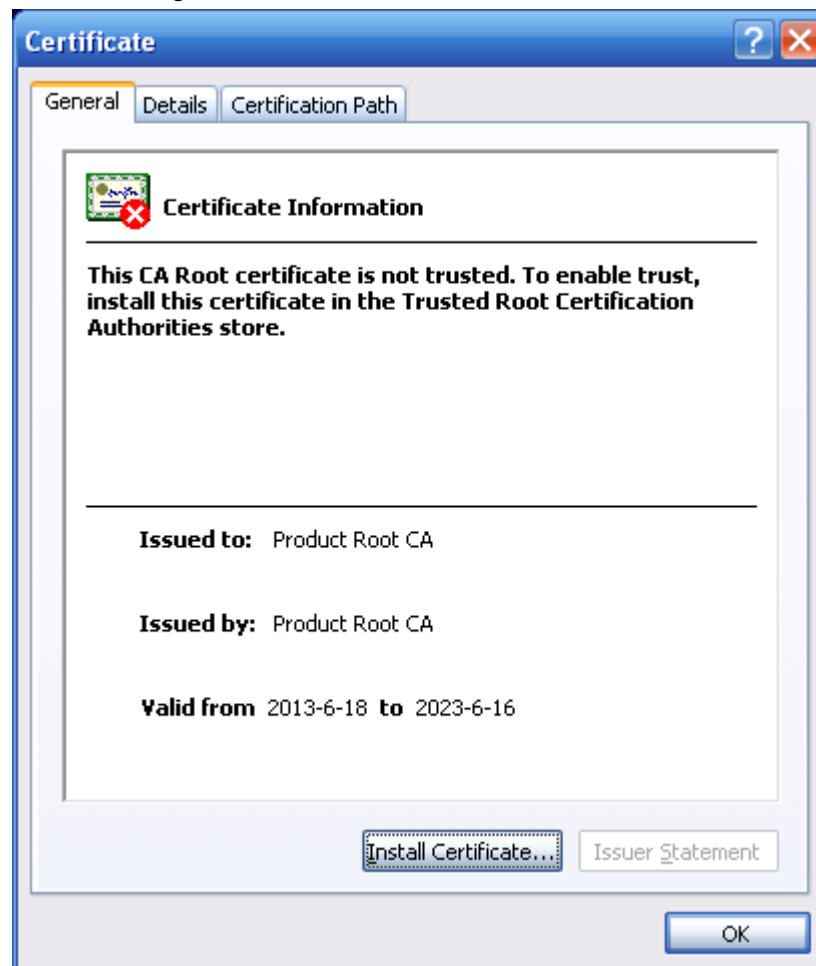 Certificate
General Details Certification Path
Certificate Information
This CA Root certificate is not trusted. To enable trust,
install this certificate in the Trusted Root Certification
Authorities store.
Issued to: Product Root CA
Issued by: Product Root CA
Valid from 2013-6-18 to 2023-6-16
Install Certificate... Issuer Statement
OK